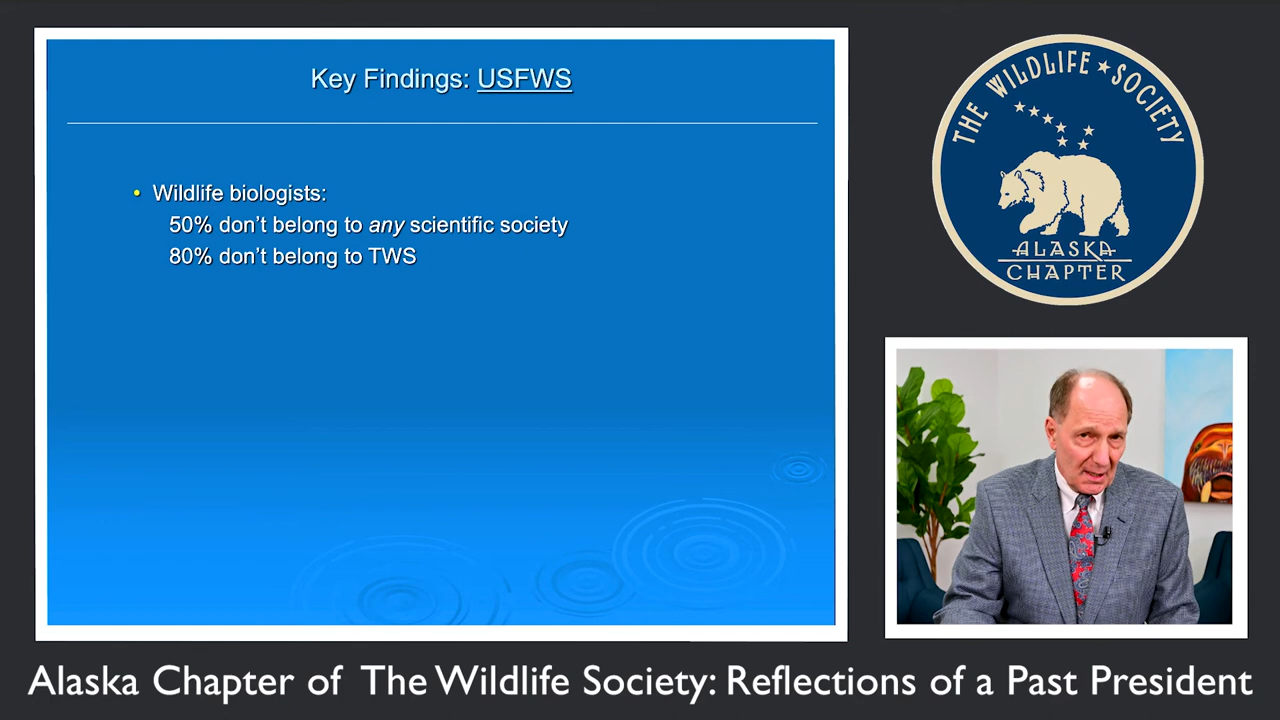 Key Findings: USFWS
• Wildlife biologists:
50% don't belong to any scientific society
80% don't belong to TWS
THE WILDLIFE ★ SOCIETY
ALASKA
CHAPTER
Alaska Chapter of The Wildlife Society: Reflections of a Past President